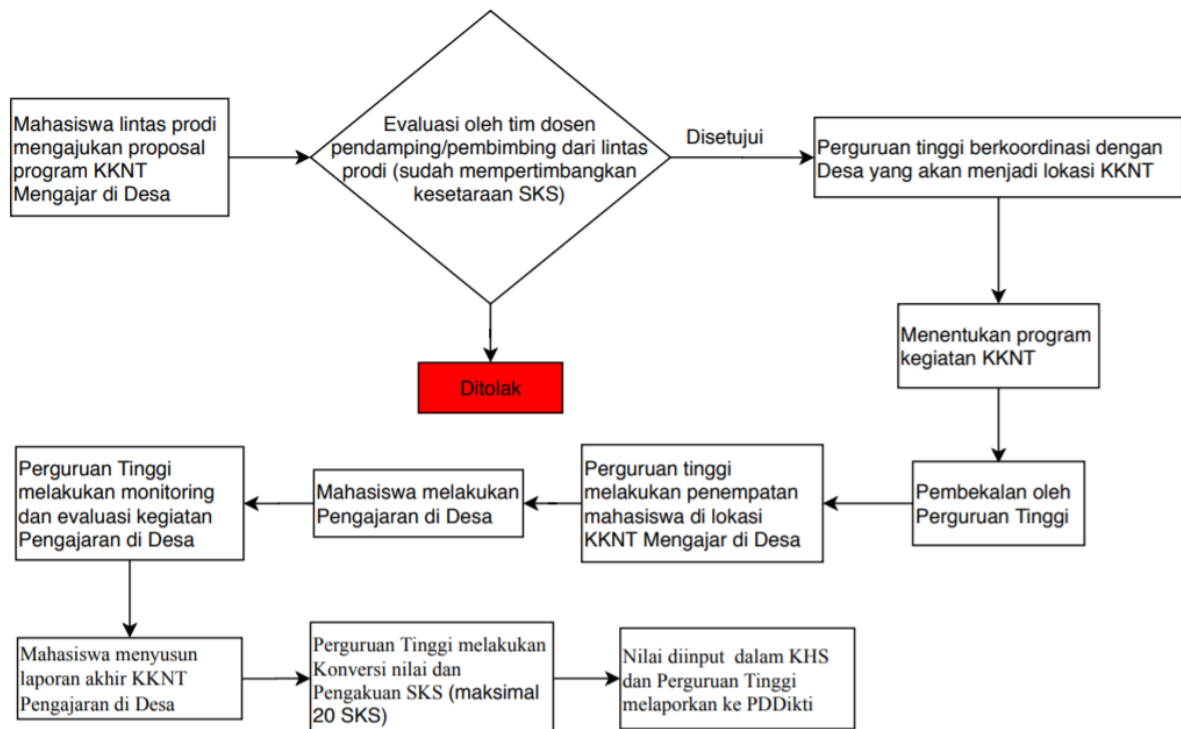 Mahasiswa lintas prodi
mengajukan proposal
program KKNT
Mengajar di Desa
Evaluasi oleh tim dosen
pendamping/pembimbing dari lintas
prodi (sudah mempertimbangkan
kesetaraan SKS)
Disetujui
Perguruan tinggi berkoordinasi dengan
Desa yang akan menjadi lokasi KKNT
Ditolak
Menentukan program
kegiatan KKNT
Pembekalan oleh
Perguruan Tinggi
Perguruan tinggi
melakukan penempatan
mahasiswa di lokasi
KKNT Mengajar di Desa
Mahasiswa melakukan
Pengajaran di Desa
Perguruan Tinggi
melakukan monitoring
dan evaluasi kegiatan
Pengajaran di Desa
Mahasiswa menyusun
laporan akhir KKNT
Pengajaran di Desa
Perguruan Tinggi melakukan
Konversi nilai dan
Pengakuan SKS (maksimal
20 SKS)
Nilai diinput dalam KHS
dan Perguruan Tinggi
melaporkan ke PDDikti